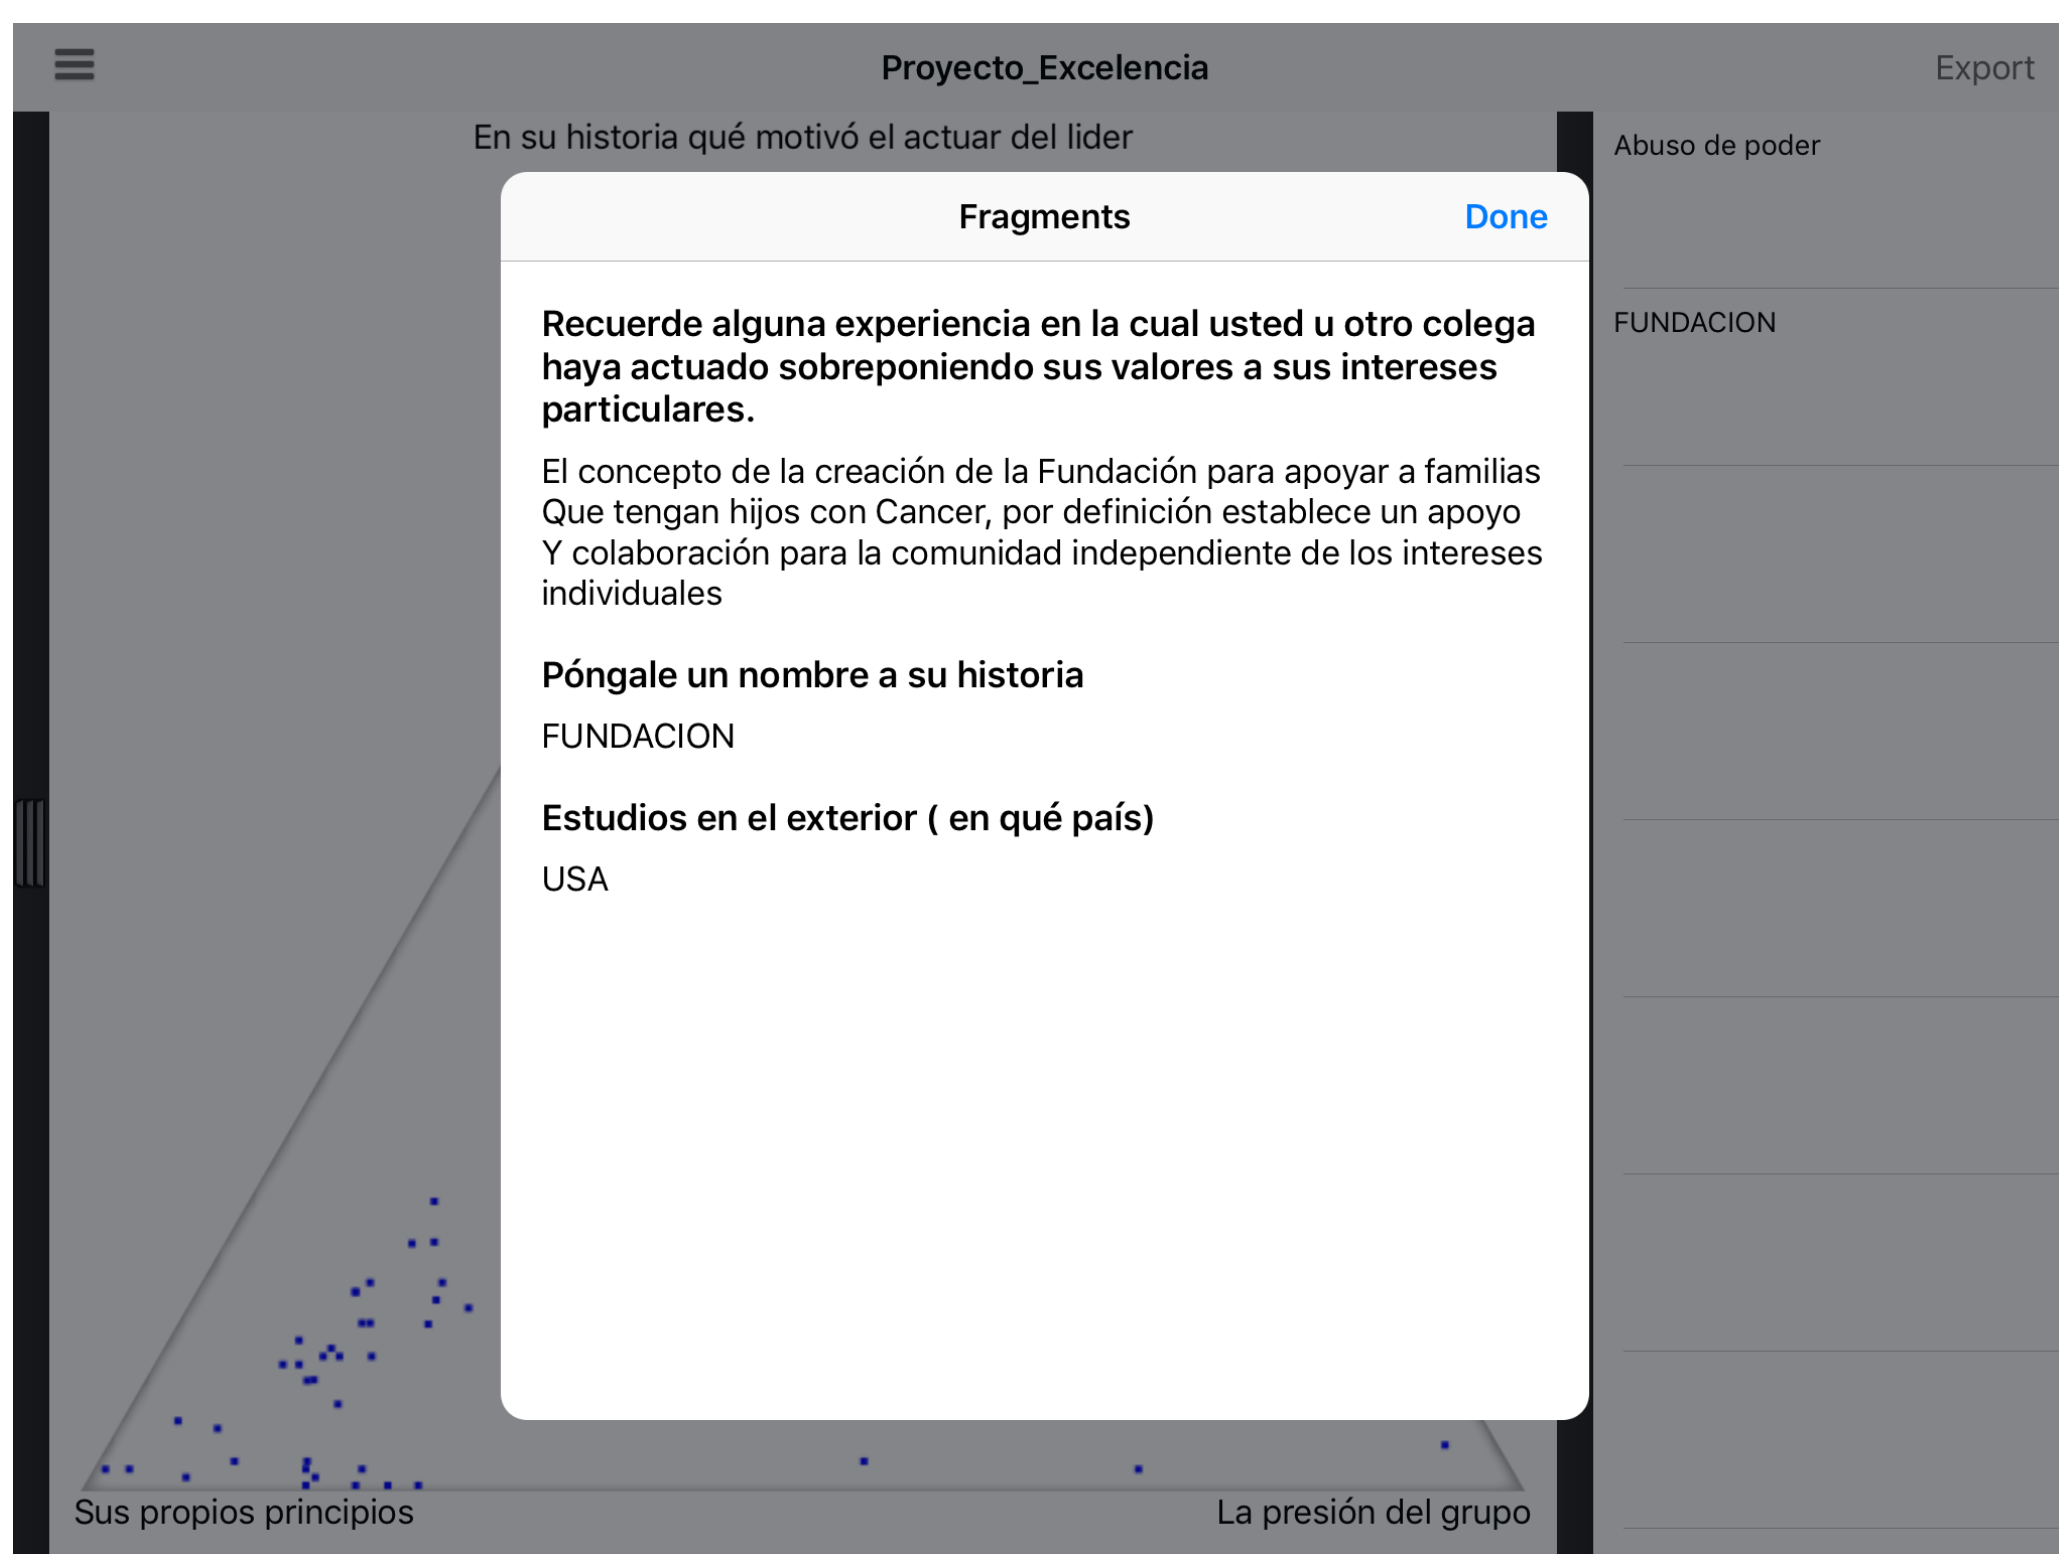 Proyecto_Excelencia
Export
En su historia qué motivó el actuar del lider
Abuso de poder
FUNDACION
Fragments
Done
Recuerde alguna experiencia en la cual usted u otro colega
haya actuado sobreponiendo sus valores a sus intereses
particulares.
El concepto de la creación de la Fundación para apoyar a familias
Que tengan hijos con Cancer, por definición establece un apoyo
Y colaboración para la comunidad independiente de los intereses
individuales
Póngale un nombre a su historia
FUNDACION
Estudios en el exterior ( en qué país)
USA
Sus propios principios
La presión del grupo